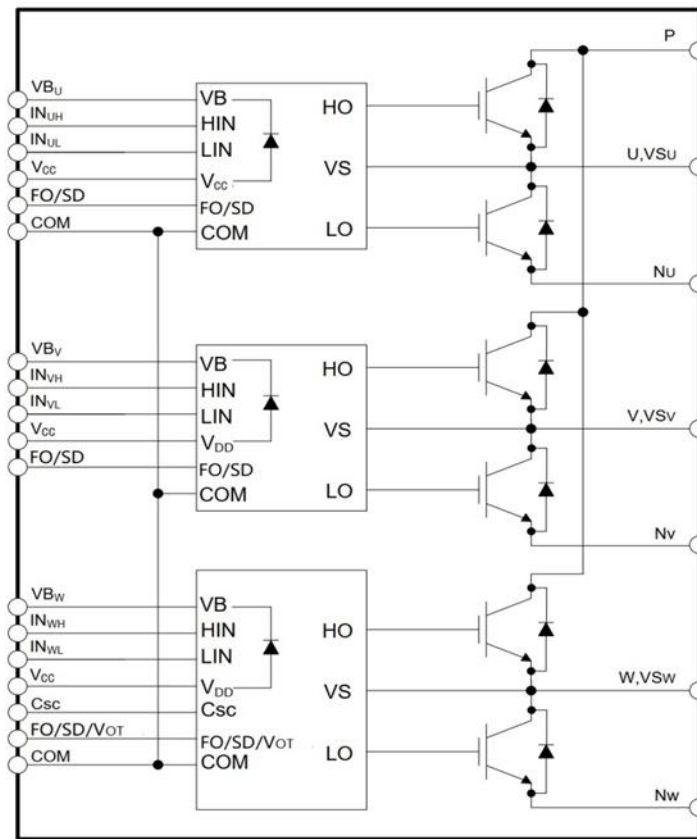 P
VBU
INUH
INUL
VCC
FO/SD
COM
VB
HIN
LIN
VCC
FO/SD
COM
HO
VS
LO
U,VSU
NU
VBV
INVH
INVL
VCC
FO/SD
VB
HIN
LIN
VDD
FO/SD
COM
HO
VS
LO
V,VSV
NV
VBW
INWH
INWL
VCC
CSC
FO/SD/VOT
COM
VB
HIN
LIN
VDD
Csc
FO/SD/VOT
COM
HO
VS
LO
W,VSW
NW